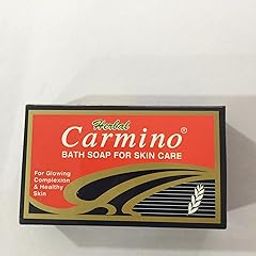 Herbal
Carmino®
BATH SOAP FOR SKIN CARE
For Glowing
Complexion
& Healthy
Skin